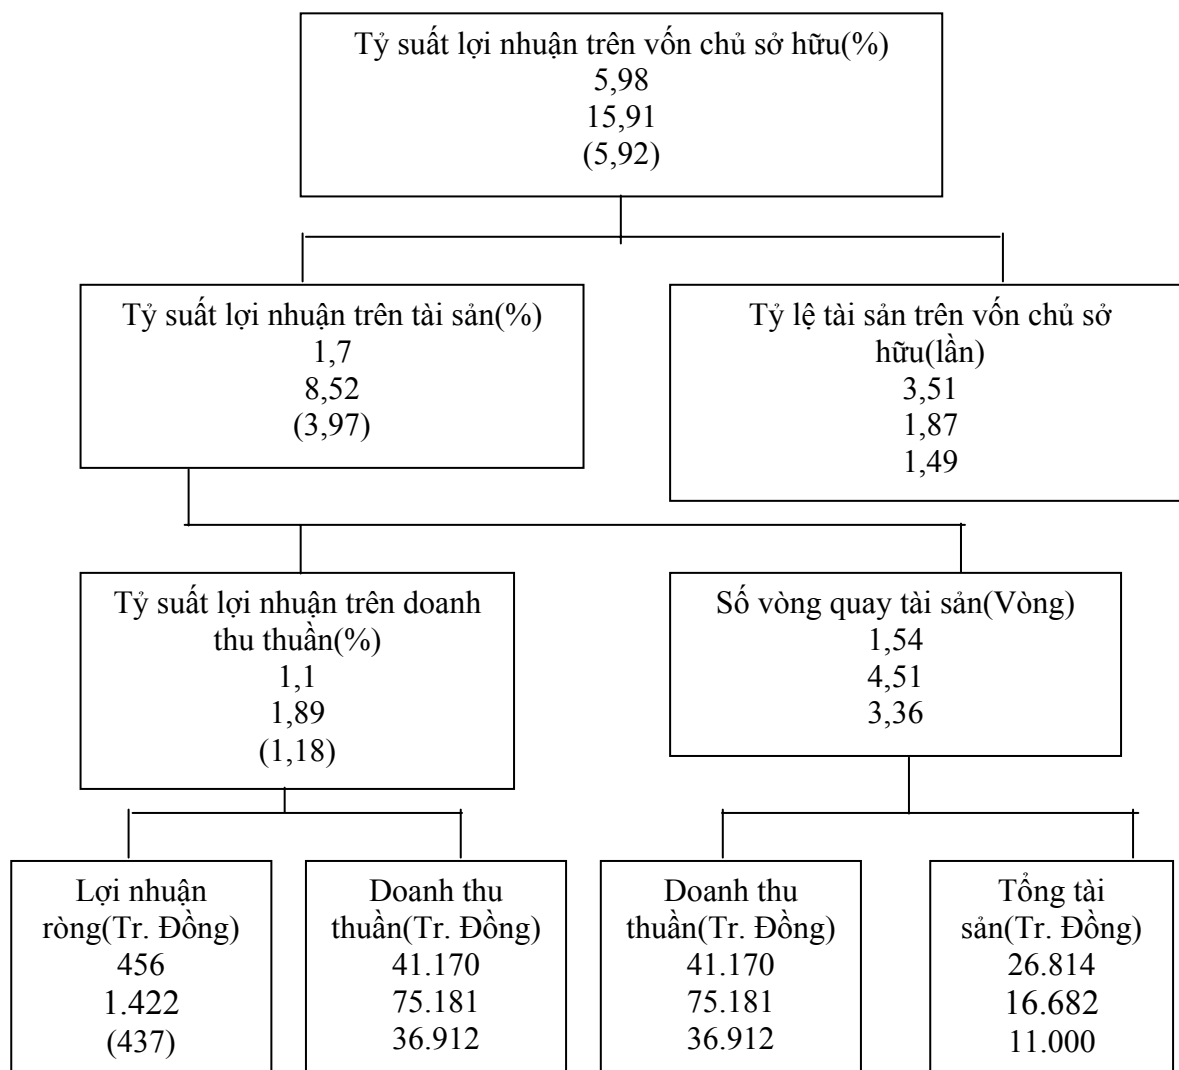 Tỷ suất lợi nhuận trên vốn chủ sở hữu(%)
5,98
15,91
(5,92)
Tỷ suất lợi nhuận trên tài sản(%)
1,7
8,52
(3,97)
Tỷ lệ tài sản trên vốn chủ sở
hữu(lần)
3,51
1,87
1,49
Tỷ suất lợi nhuận trên doanh
thu thuần(%)
1,1
1,89
(1,18)
Số vòng quay tài sản(Vòng)
1,54
4,51
3,36
Lợi nhuận
ròng(Tr. Đồng)
456
1.422
(437)
Doanh thu
thuần(Tr. Đồng)
41.170
75.181
36.912
Doanh thu
thuần(Tr. Đồng)
41.170
75.181
36.912
Tổng tài
sản(Tr. Đồng)
26.814
16.682
11.000